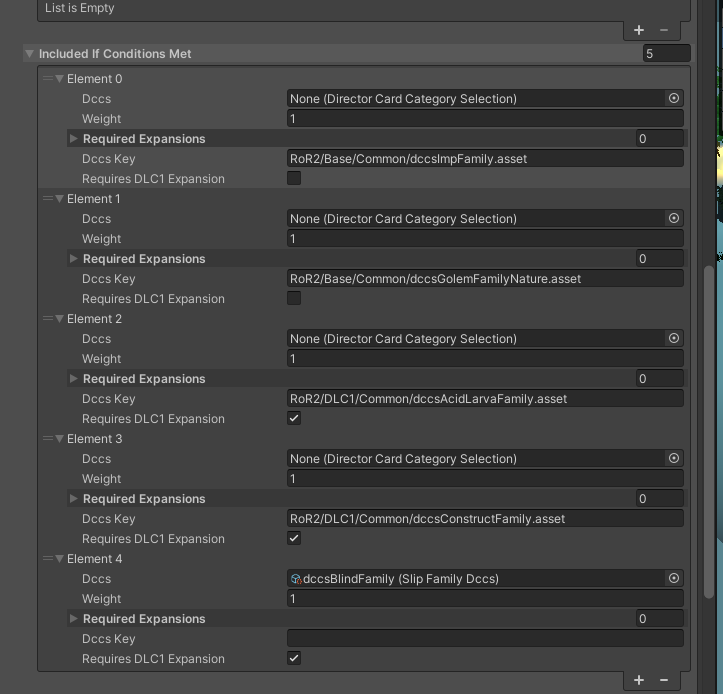 List is Empty
+ −
Included If Conditions Met 5
Element 0
Dccs None (Director Card Category Selection)
Weight 1
Required Expansions 0
Dccs Key RoR2/Base/Common/dccsImpFamily.asset
Requires DLC1 Expansion
Element 1
Dccs None (Director Card Category Selection)
Weight 1
Required Expansions 0
Dccs Key RoR2/Base/Common/dccsGolemFamilyNature.asset
Requires DLC1 Expansion
Element 2
Dccs None (Director Card Category Selection)
Weight 1
Required Expansions 0
Dccs Key RoR2/DLC1/Common/dccsAcidLarvaFamily.asset
Requires DLC1 Expansion
Element 3
Dccs None (Director Card Category Selection)
Weight 1
Required Expansions 0
Dccs Key RoR2/DLC1/Common/dccsConstructFamily.asset
Requires DLC1 Expansion
Element 4
Dccs dccsBlindFamily (Slip Family Dccs)
Weight 1
Required Expansions 0
Dccs Key
Requires DLC1 Expansion
+ −